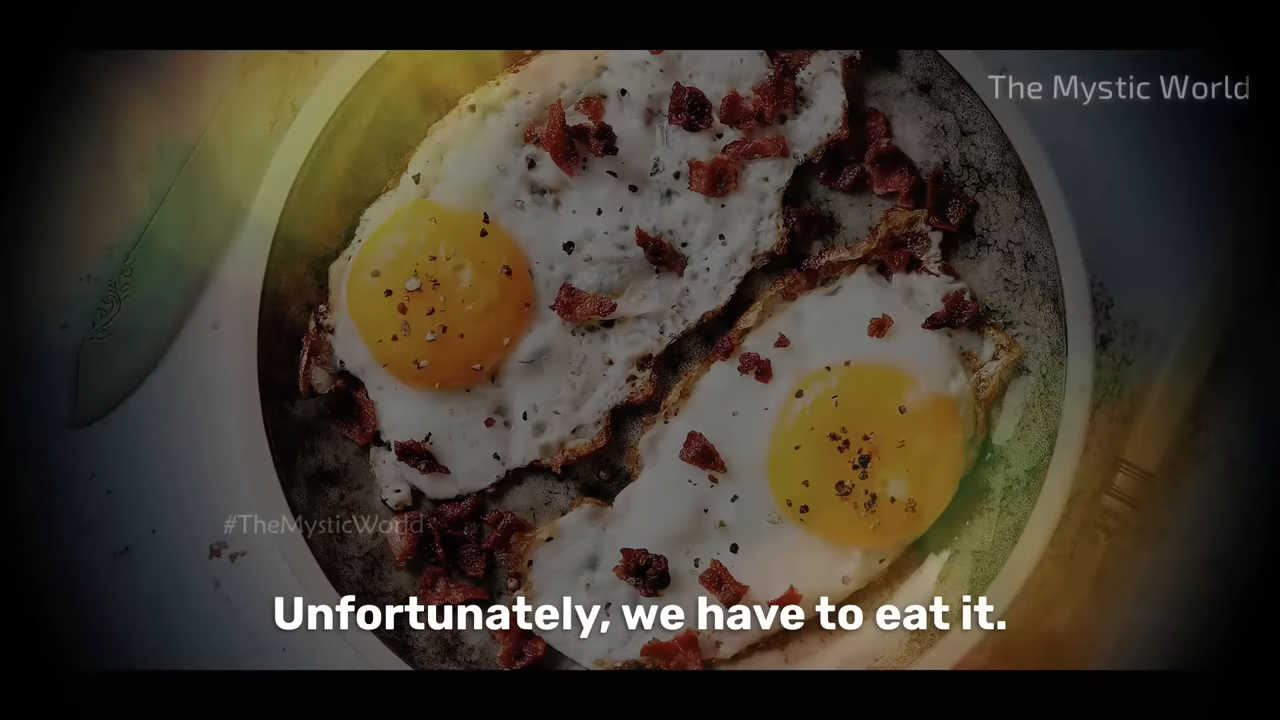 The Mystic World
#TheMysticWorld
Unfortunately, we have to eat it.